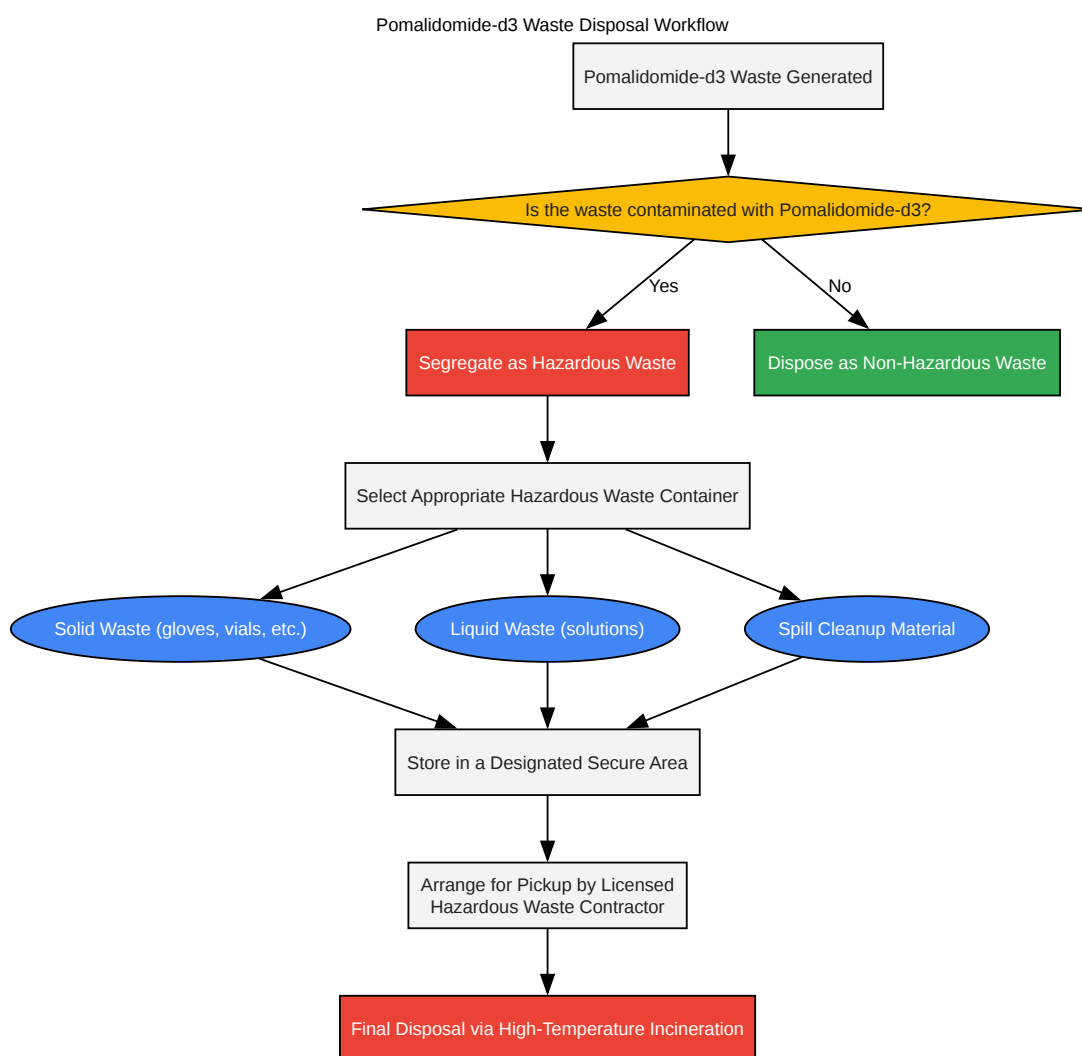 Pomalidomide-d3 Waste Disposal Workflow
Pomalidomide-d3 Waste Generated
Is the waste contaminated with Pomalidomide-d3?
Yes
No
Segregate as Hazardous Waste
Dispose as Non-Hazardous Waste
Select Appropriate Hazardous Waste Container
Solid Waste (gloves, vials, etc.)
Liquid Waste (solutions)
Spill Cleanup Material
Store in a Designated Secure Area
Arrange for Pickup by Licensed
Hazardous Waste Contractor
Final Disposal via High-Temperature Incineration